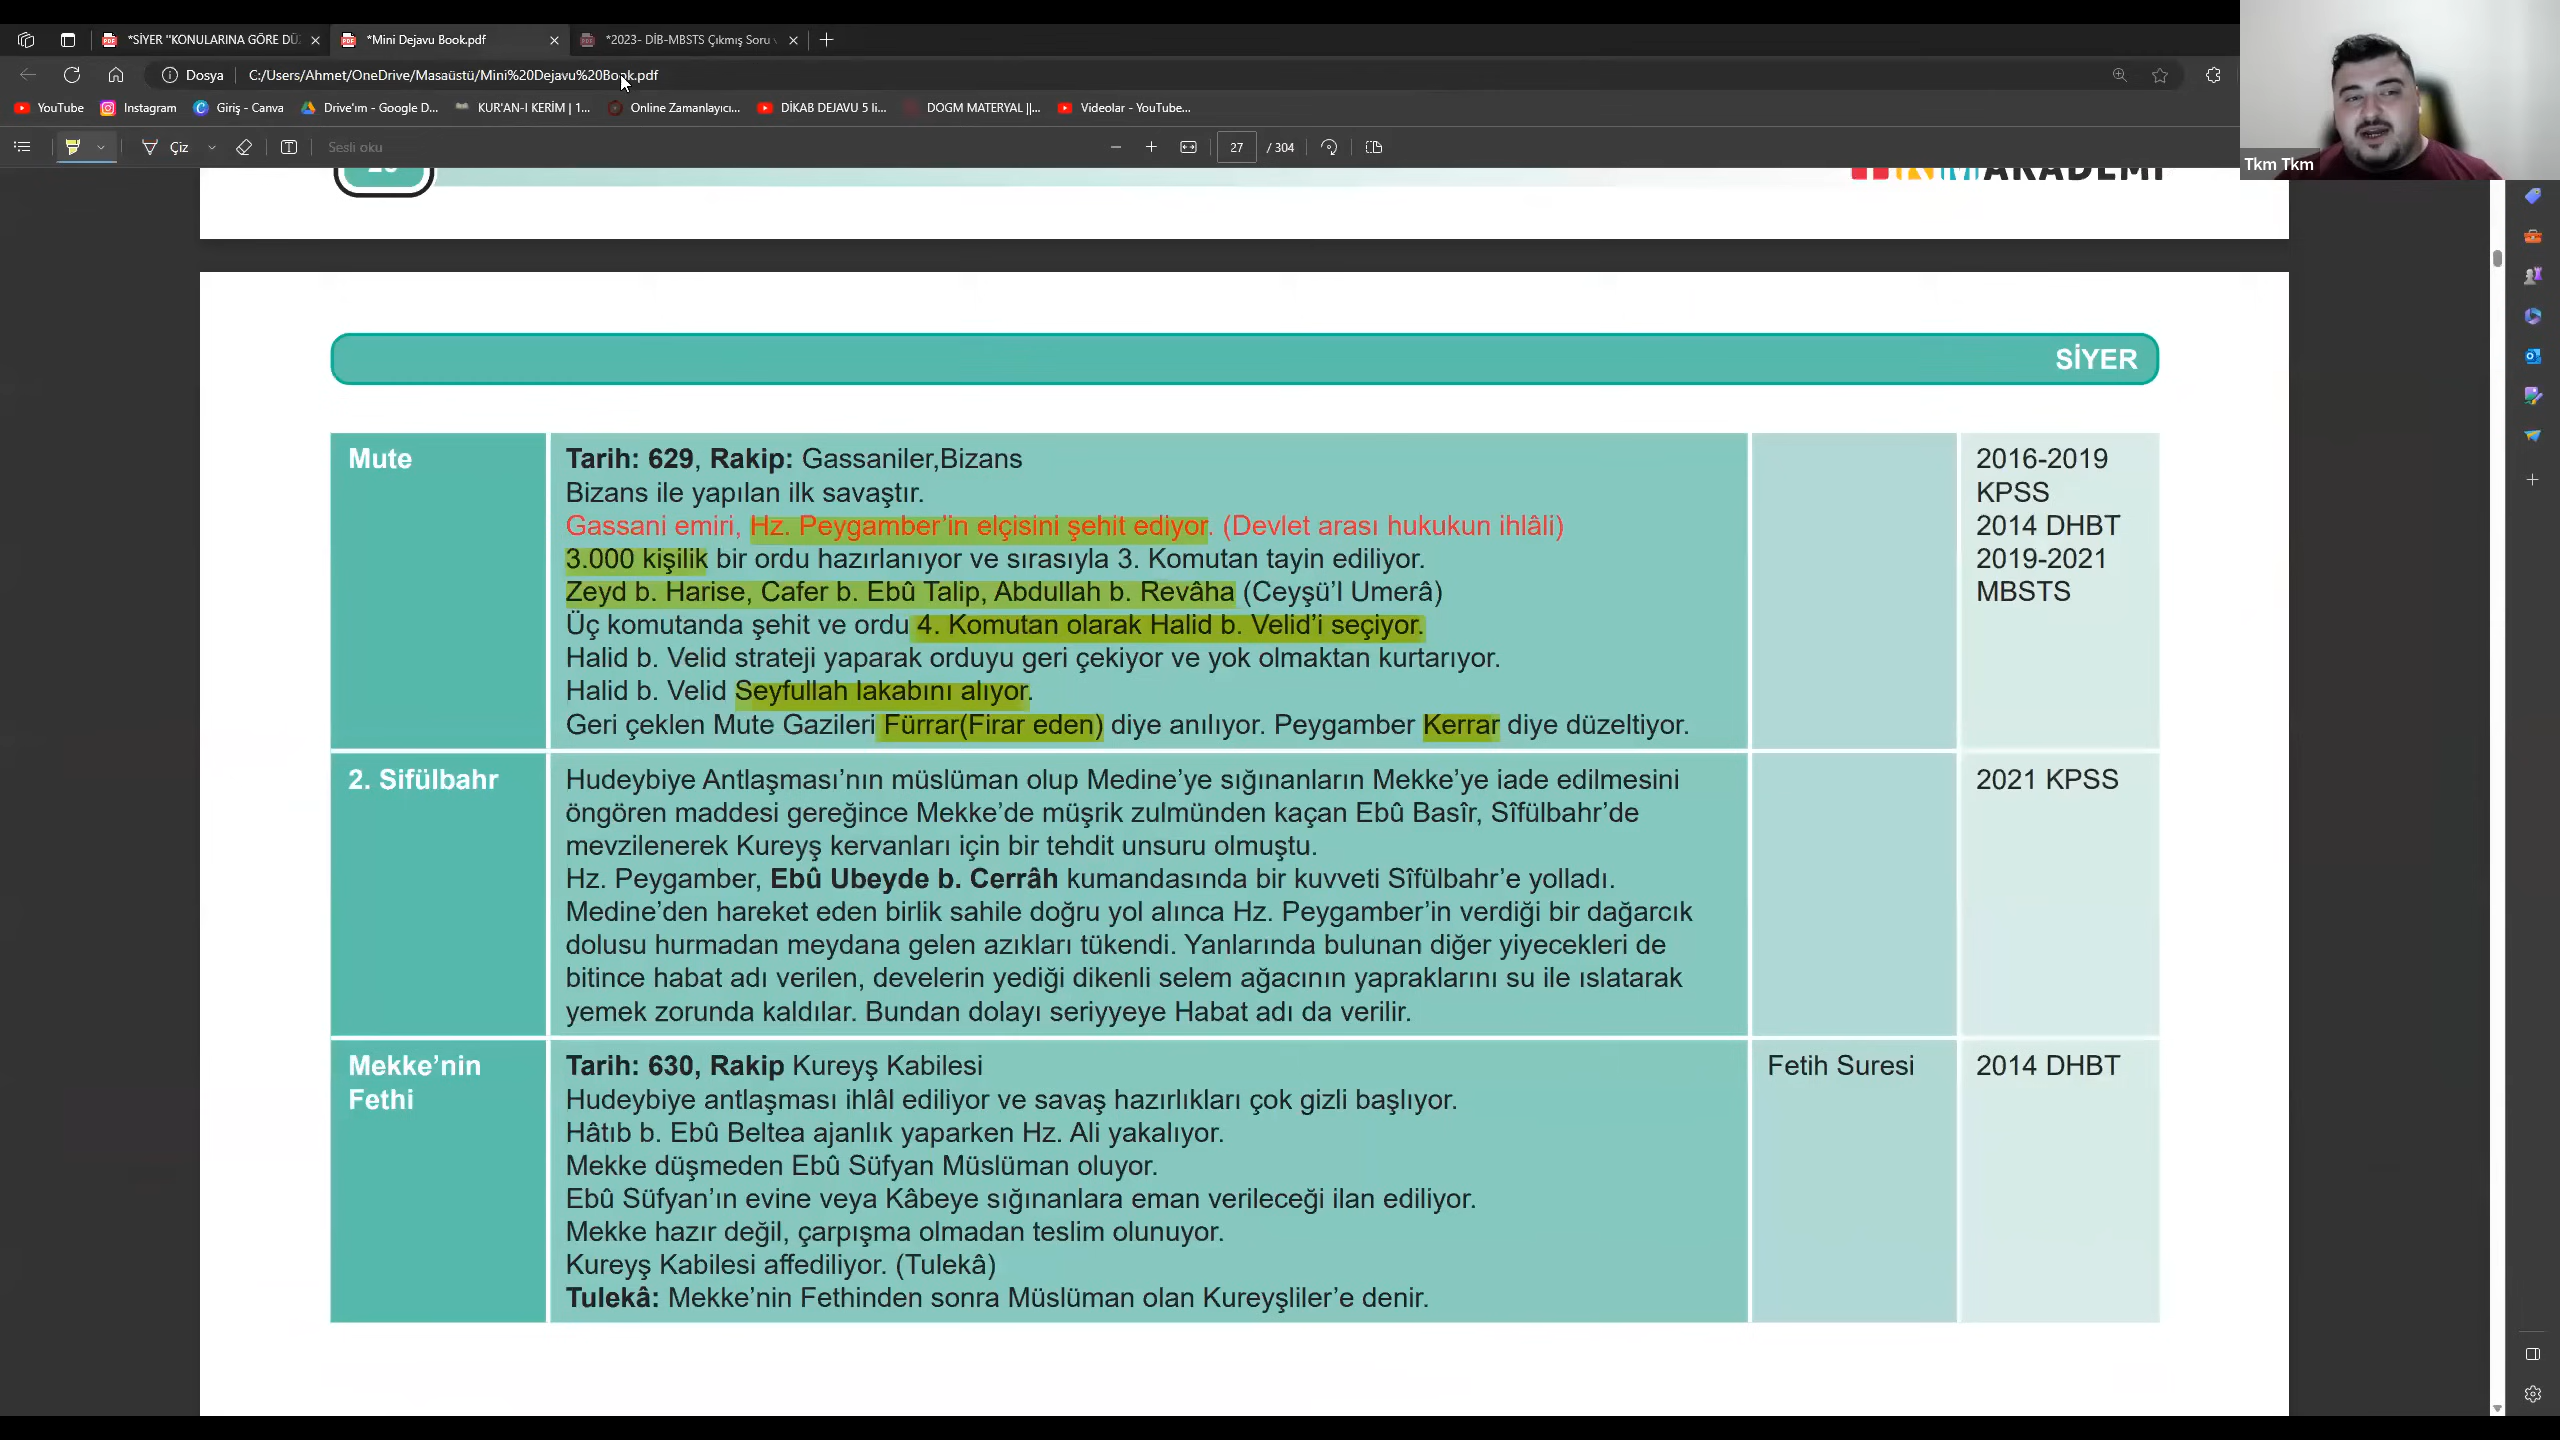 *SİYER "KONULARINA GÖRE DÜ
*Mini Dejavu Book.pdf
*2023- DİB-MBSTS Çıkmış Soru
Dosya
C:/Users/Ahmet/OneDrive/Masaüstü/Mini%20Dejavu%20Book.pdf
YouTube
Instagram
Giriş - Canva
Drive'ım - Google D...
KUR'AN-I KERİM | 1...
Online Zamanlayıcı...
DİKAB DEJAVU 5 li...
DOGM MATERYAL ||...
Videolar - YouTube...
Çiz
Sesli oku
27
/ 304
Tkm Tkm
AKADEMİ
SİYER
Mute
Tarih: 629, Rakip: Gassaniler,Bizans
Bizans ile yapılan ilk savaştır.
Gassani emiri, Hz. Peygamber’in elçisini şehit ediyor. (Devlet arası hukukun ihlâli)
3.000 kişilik bir ordu hazırlanıyor ve sırasıyla 3. Komutan tayin ediliyor.
Zeyd b. Harise, Cafer b. Ebû Talip, Abdullah b. Revâha (Ceyşü’l Umerâ)
Üç komutanda şehit ve ordu 4. Komutan olarak Halid b. Velid’i seçiyor.
Halid b. Velid strateji yaparak orduyu geri çekiyor ve yok olmaktan kurtarıyor.
Halid b. Velid Seyfullah lakabını alıyor.
Geri çeklen Mute Gazileri Fürrar(Firar eden) diye anılıyor. Peygamber Kerrar diye düzeltiyor.
2016-2019
KPSS
2014 DHBT
2019-2021
MBSTS
2. Sifülbahr
Hudeybiye Antlaşması’nın müslüman olup Medine’ye sığınanların Mekke’ye iade edilmesini
öngören maddesi gereğince Mekke’de müşrik zulmünden kaçan Ebû Basîr, Sîfülbahr’de
mevzilenerek Kureyş kervanları için bir tehdit unsuru olmuştu.
Hz. Peygamber, Ebû Ubeyde b. Cerrâh kumandasında bir kuvveti Sîfülbahr’e yolladı.
Medine’den hareket eden birlik sahile doğru yol alınca Hz. Peygamber’in verdiği bir dağarcık
dolusu hurmadan meydana gelen azıkları tükendi. Yanlarında bulunan diğer yiyecekleri de
bitince habat adı verilen, develerin yediği dikenli selem ağacının yapraklarını su ile ıslatarak
yemek zorunda kaldılar. Bundan dolayı seriyyeye Habat adı da verilir.
2021 KPSS
Mekke’nin
Fethi
Tarih: 630, Rakip Kureyş Kabilesi
Hudeybiye antlaşması ihlâl ediliyor ve savaş hazırlıkları çok gizli başlıyor.
Hâtıb b. Ebû Beltea ajanlık yaparken Hz. Ali yakalıyor.
Mekke düşmeden Ebû Süfyan Müslüman oluyor.
Ebû Süfyan’ın evine veya Kâbeye sığınanlara eman verileceği ilan ediliyor.
Mekke hazır değil, çarpışma olmadan teslim olunuyor.
Kureyş Kabilesi affediliyor. (Tulekâ)
Tulekâ: Mekke’nin Fethinden sonra Müslüman olan Kureyşliler’e denir.
Fetih Suresi
2014 DHBT